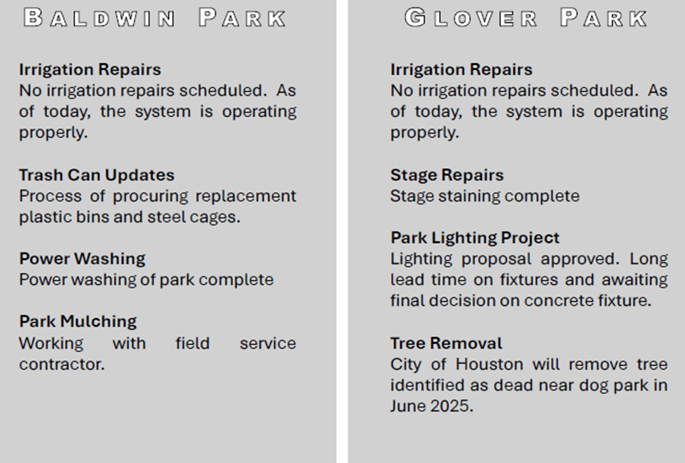 BALDWIN PARK
Irrigation Repairs
No irrigation repairs scheduled. As
of today, the system is operating
properly.
Trash Can Updates
Process of procuring replacement
plastic bins and steel cages.
Power Washing
Power washing of park complete
Park Mulching
Working with field service
contractor.
GLOVER PARK
Irrigation Repairs
No irrigation repairs scheduled. As
of today, the system is operating
properly.
Stage Repairs
Stage staining complete
Park Lighting Project
Lighting proposal approved. Long
lead time on fixtures and awaiting
final decision on concrete fixture.
Tree Removal
City of Houston will remove tree
identified as dead near dog park in
June 2025.